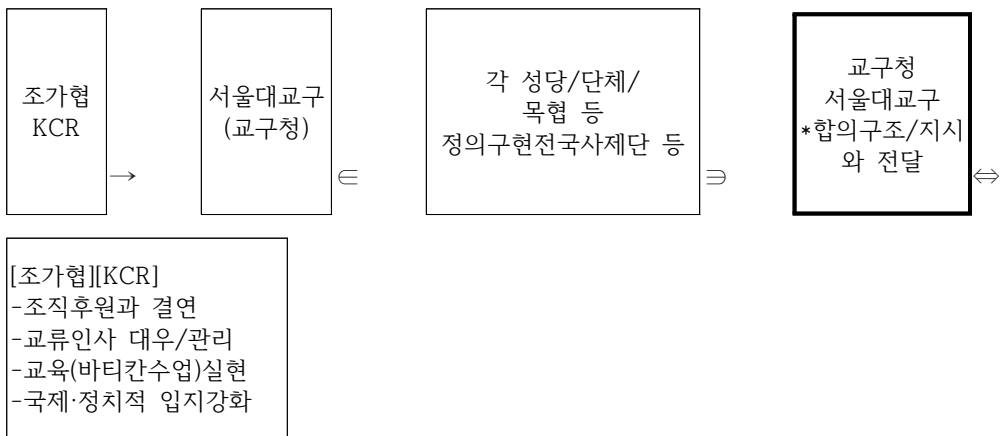 조가협
KCR
→
서울대교구
(교구청)
∈
각 성당/단체/
목협 등
정의구현전국사제단 등
∋
교구청
서울대교구
*합의구조/지시
와 전달
⇔
[조가협][KCR]
-조직후원과 결연
-교류인사 대우/관리
-교육(바티칸수업)실현
-국제·정치적 입지강화